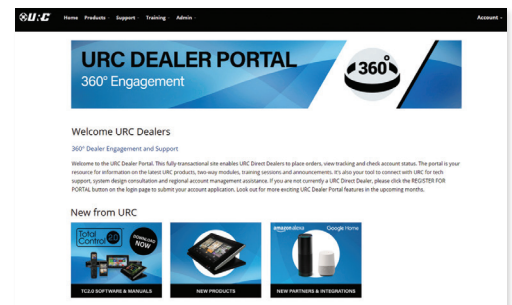 URC
Home Products Support Training Admin Account
URC DEALER PORTAL
360° Engagement
360°
Welcome URC Dealers
360° Dealer Engagement and Support
Welcome to the URC Dealer Portal. This fully-transactional site enables URC Direct Dealers to place orders, view tracking and check account status. The portal is your
resource for information on the latest URC products, two-way modules, training sessions and announcements. It's also your tool to connect with URC for tech
support, system design consultation and regional account management assistance. If you are not currently a URC Direct Dealer, please click the REGISTER FOR
PORTAL button on the login page to submit your account application. Look out for more exciting URC Dealer Portal Features in the upcoming months.
New from URC
Total
Control 2.0
DOWNLOAD
NOW
TC2.0 SOFTWARE & MANUALS
NEW PRODUCTS
amazon alexa Google Home
NEW PARTNERS & INTEGRATIONS